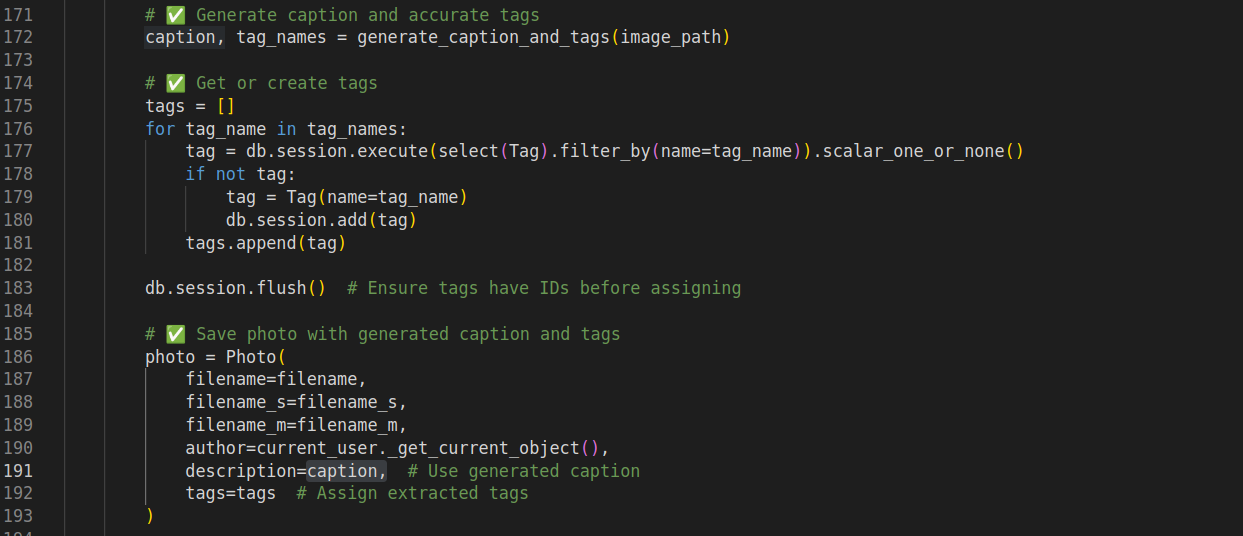 171 # ✅ Generate caption and accurate tags
172 caption, tag_names = generate_caption_and_tags(image_path)
173
174 # ✅ Get or create tags
175 tags = []
176 for tag_name in tag_names:
177 tag = db.session.execute(select(Tag).filter_by(name=tag_name)).scalar_one_or_none()
178 if not tag:
179 tag = Tag(name=tag_name)
180 db.session.add(tag)
181 tags.append(tag)
182
183 db.session.flush()  # Ensure tags have IDs before assigning
184
185 # ✅ Save photo with generated caption and tags
186 photo = Photo(
187 filename=filename,
188 filename_s=filename_s,
189 filename_m=filename_m,
190 author=current_user._get_current_object(),
191 description=caption,  # Use generated caption
192 tags=tags  # Assign extracted tags
193 )